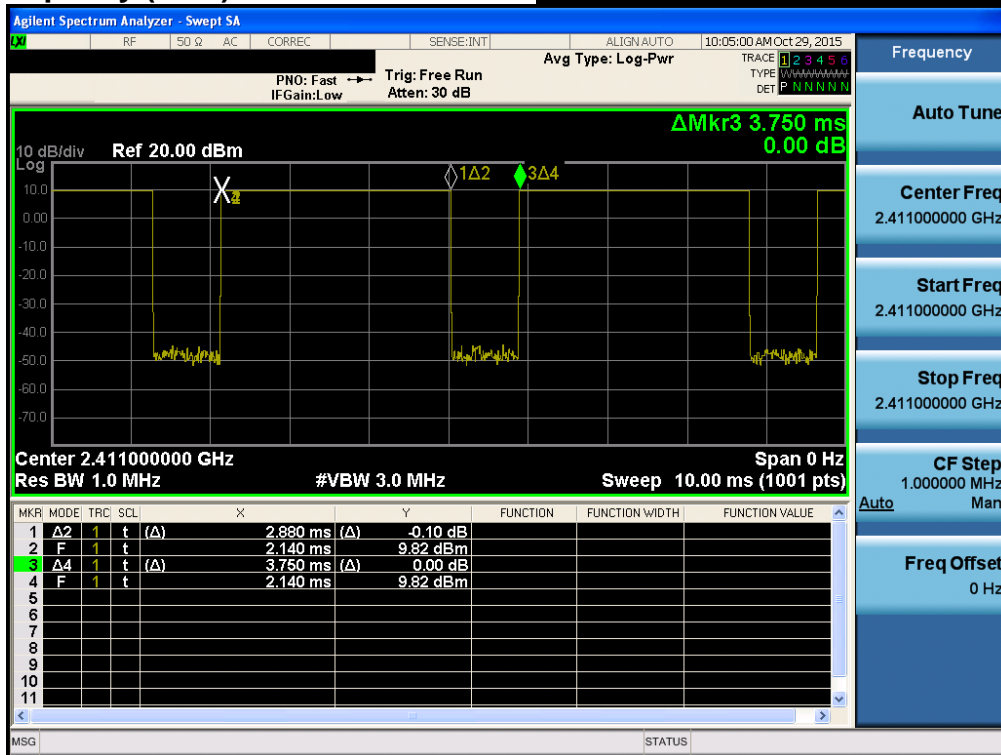 Agilent Spectrum Analyzer - Swept SA
LXI RF 50 Ω AC CORREC SENSE:INT ALIGN AUTO 10:05:00 AM Oct 29, 2015
Frequency
Avg Type: Log-Pwr
TRACE 1 2 3 4 5 6
PNO: Fast Trig: Free Run
TYPE WWWWWW
IFGain:Low Atten: 30 dB
DET P N N N N N
Auto Tune
ΔMkr3 3.750 ms
0.00 dB
10 dB/div Ref 20.00 dBm
Log
1Δ2 3Δ4
10.0
0.00
-10.0
-20.0
-30.0
-40.0
-50.0
-60.0
-70.0
Center Freq
2.411000000 GHz
Start Freq
2.411000000 GHz
Stop Freq
2.411000000 GHz
Center 2.411000000 GHz Span 0 Hz
Res BW 1.0 MHz #VBW 3.0 MHz Sweep 10.00 ms (1001 pts)
CF Step
1.000000 MHz
Auto Man
MKR MODE TRC SCL X Y FUNCTION FUNCTION WIDTH FUNCTION VALUE
1 Δ2 1 t (Δ) 2.880 ms (Δ) -0.10 dB
2 F 1 t 2.140 ms 9.82 dBm
3 Δ4 1 t (Δ) 3.750 ms (Δ) 0.00 dB
4 F 1 t 2.140 ms 9.82 dBm
5
6
7
8
9
10
11
Freq Offset
0 Hz
MSG STATUS